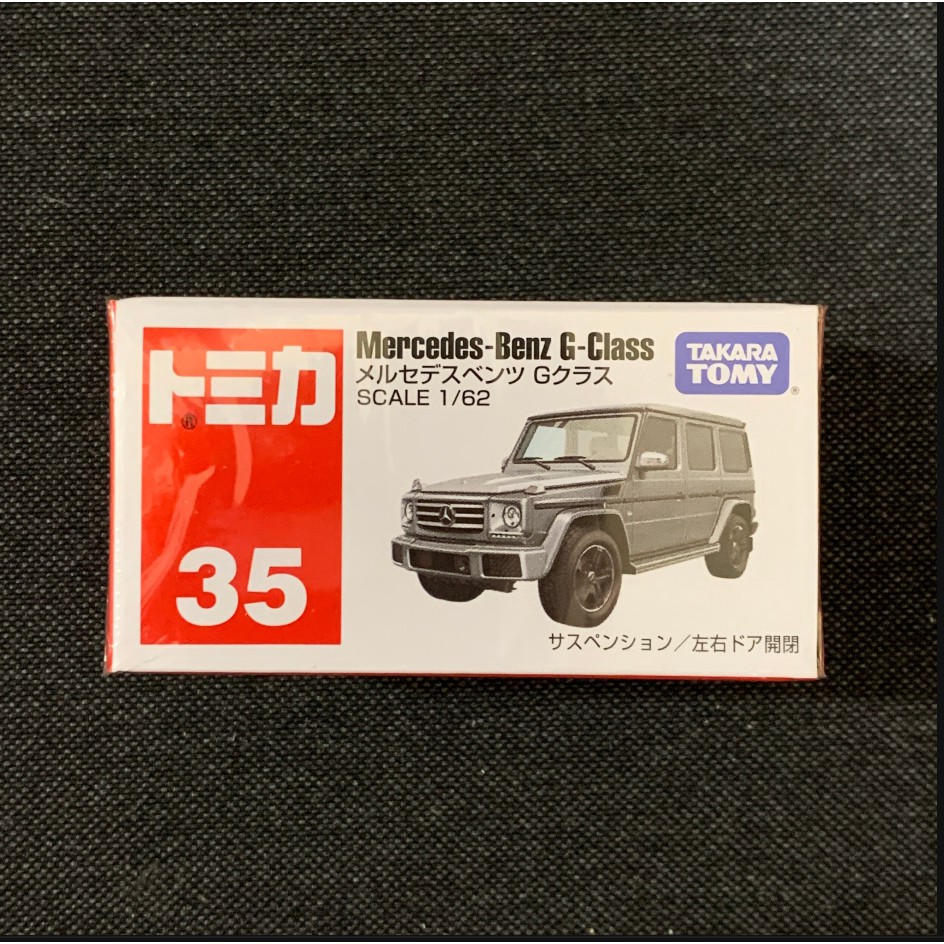 トミカ
®
35
Mercedes-Benz G-Class
メルセデスベンツ Gクラス
SCALE 1/62
TAKARA
TOMY
®
サスペンション／左右ドア開閉